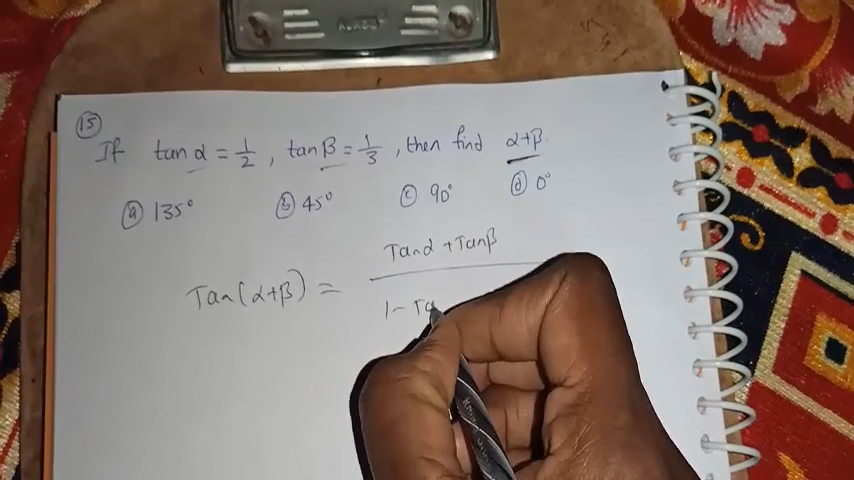 15
If tan α = 1/2, tan β = 1/3, then find α+β.
a 135° b 45° c 90° d 0°
Tanα + Tanβ
Tan(α+β) =
1 - Ta